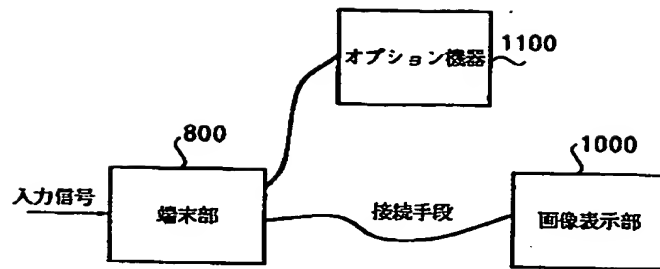 オプション機器
1100
800
1000
入力信号
端末部
接続手段
画像表示部